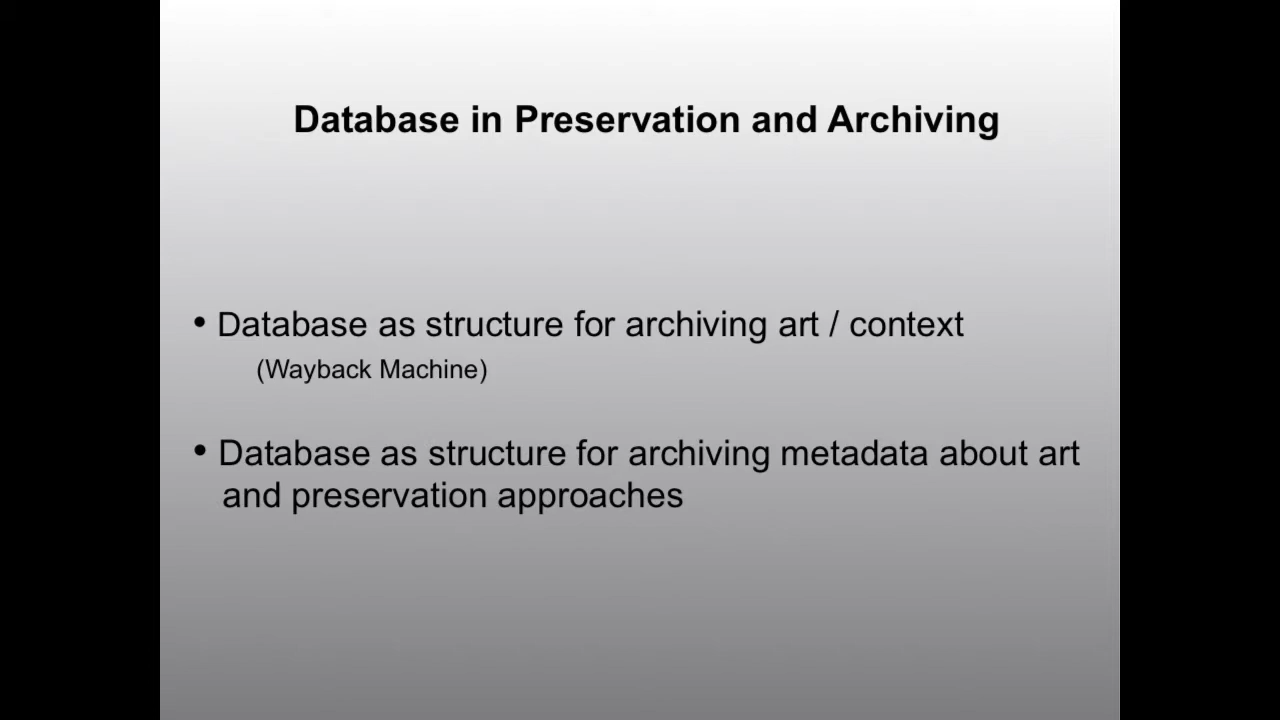 Database in Preservation and Archiving
• Database as structure for archiving art / context
(Wayback Machine)
• Database as structure for archiving metadata about art
and preservation approaches